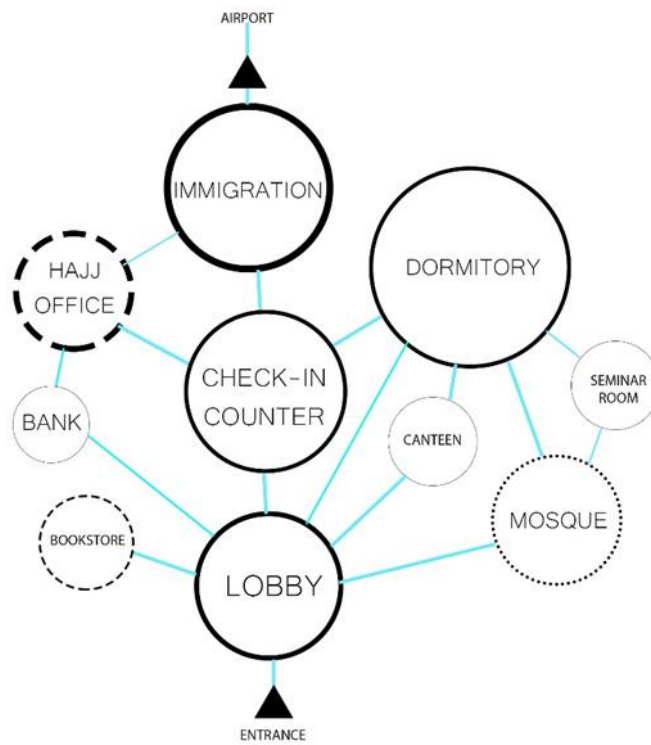 AIRPORT
IMMIGRATION
HAJJ
OFFICE
DORMITORY
CHECK-IN
COUNTER
SEMINAR
ROOM
BANK
CANTEEN
BOOKSTORE
MOSQUE
LOBBY
ENTRANCE